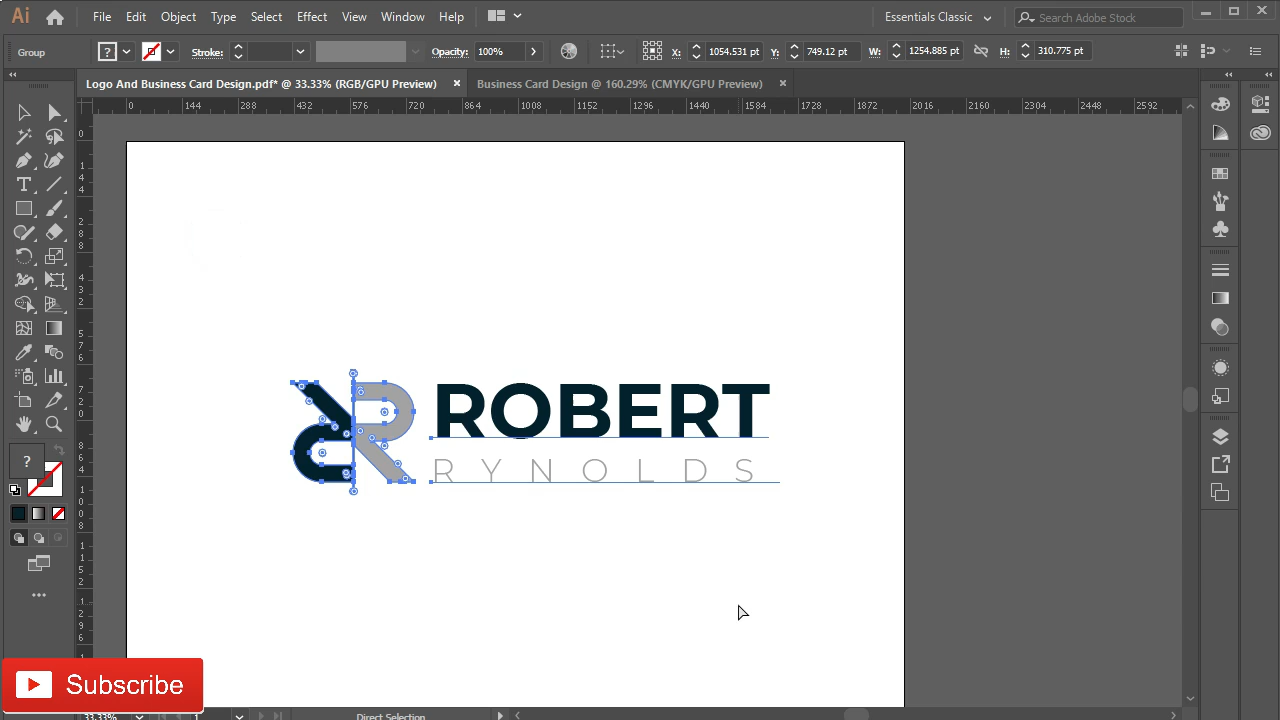 Ai File Edit Object Type Select Effect View Window Help Essentials Classic Search Adobe Stock
Group ? Stroke: Opacity: 100% X: 1054.531 pt Y: 749.12 pt W: 1254.885 pt H: 310.775 pt
Logo And Business Card Design.pdf* @ 33.33% (RGB/GPU Preview) × Business Card Design @ 160.29% (CMYK/GPU Preview) ×
0 144 288 432 576 720 864 1008 1152 1296 1440 1584 1728 1872 2016 2160 2304 2448 2592
ROBERT
RYNOLDS
?
Subscribe
33.33% 1 Direct Selection